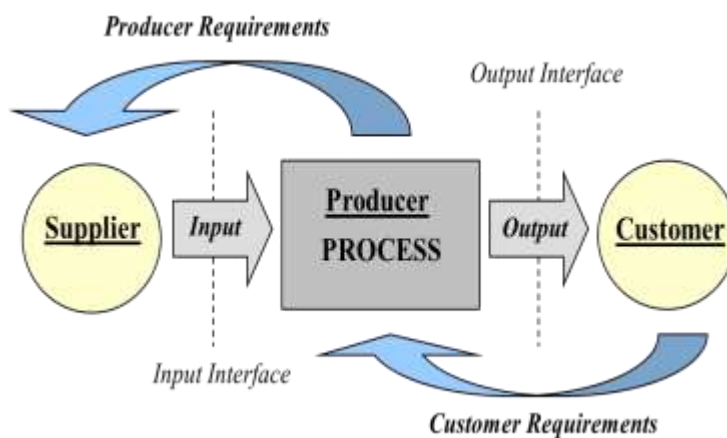 Producer Requirements
Output Interface
Supplier
Input
Producer
PROCESS
Output
Customer
Input Interface
Customer Requirements